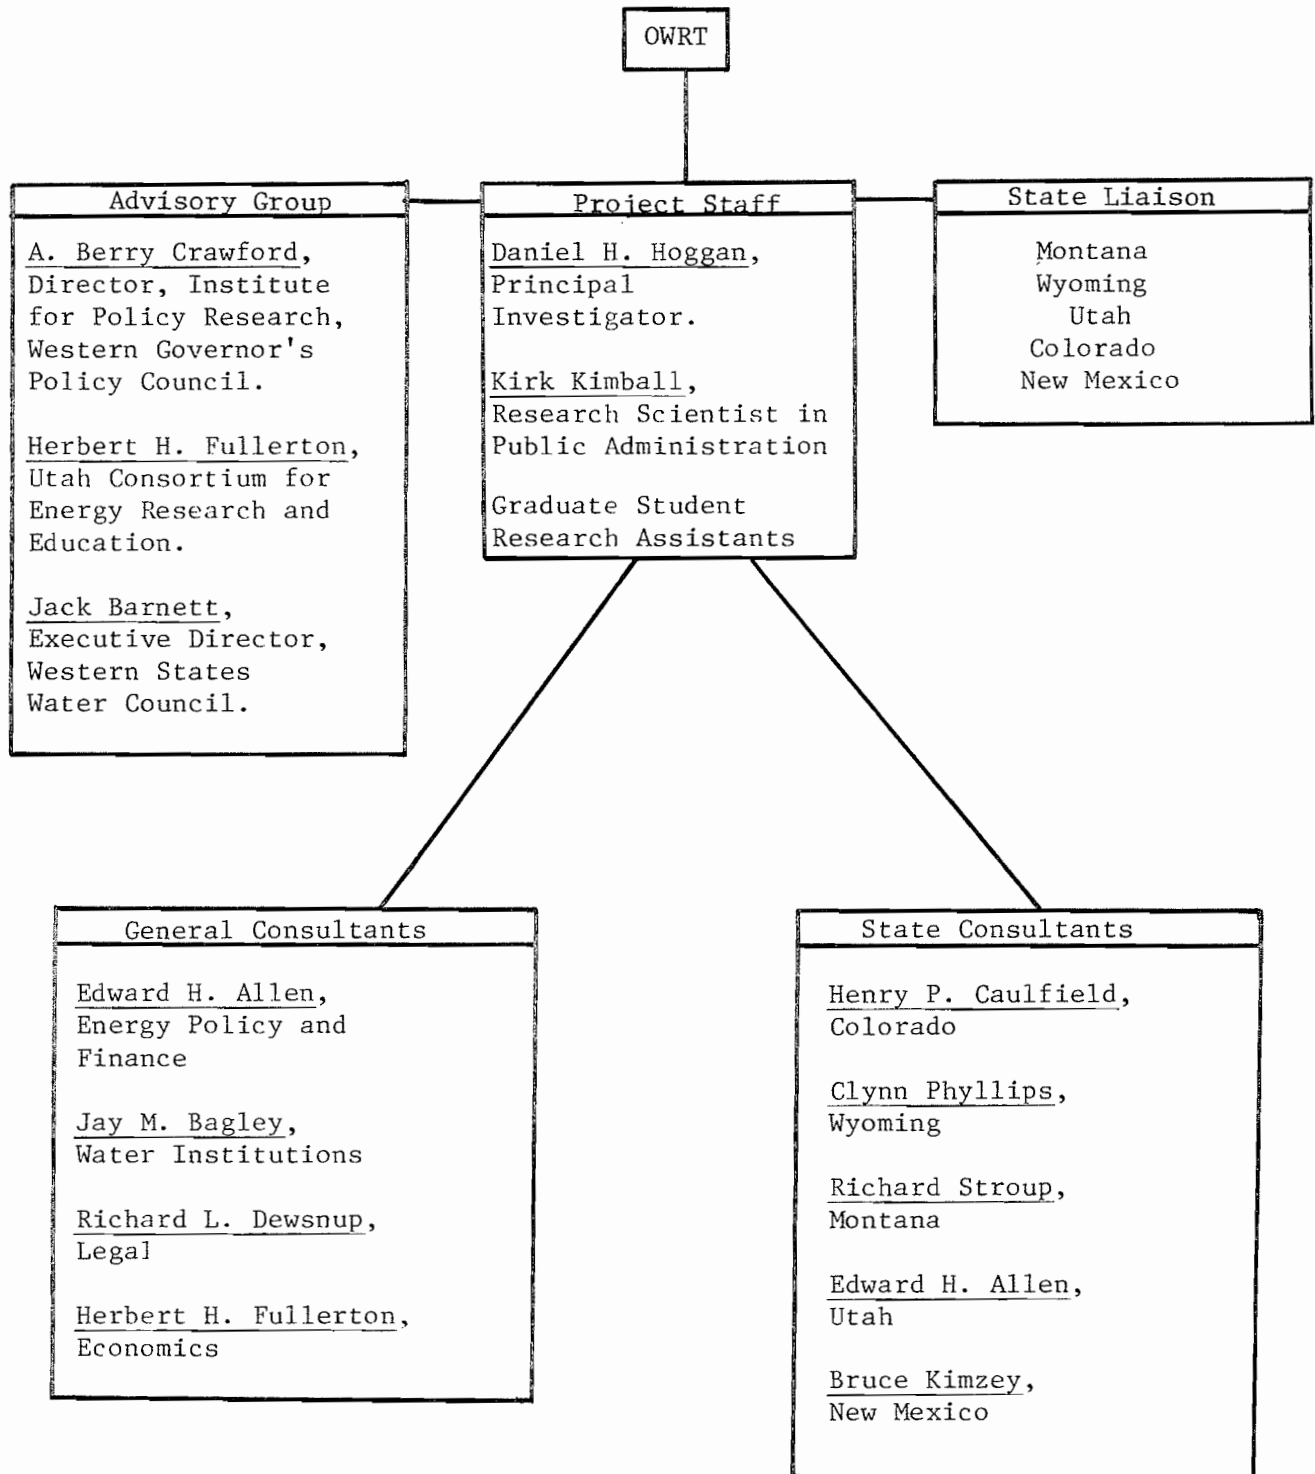 OWRT
Advisory Group
A. Berry Crawford,
Director, Institute
for Policy Research,
Western Governor's
Policy Council.
Herbert H. Fullerton,
Utah Consortium for
Energy Research and
Education.
Jack Barnett,
Executive Director,
Western States
Water Council.
Project Staff
Daniel H. Hoggan,
Principal
Investigator.
Kirk Kimball,
Research Scientist in
Public Administration
Graduate Student
Research Assistants
State Liaison
Montana
Wyoming
Utah
Colorado
New Mexico
General Consultants
Edward H. Allen,
Energy Policy and
Finance
Jay M. Bagley,
Water Institutions
Richard L. Dewsnup,
Legal
Herbert H. Fullerton,
Economics
State Consultants
Henry P. Caulfield,
Colorado
Clynn Phyllips,
Wyoming
Richard Stroup,
Montana
Edward H. Allen,
Utah
Bruce Kimzey,
New Mexico